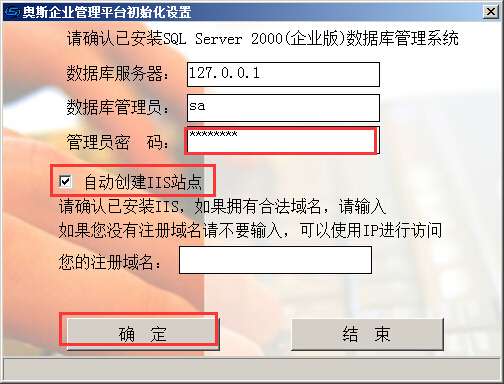 奥斯企业管理平台初始化设置
请确认已安装SQL Server 2000(企业版)数据库管理系统
数据库服务器： 127.0.0.1
数据库管理员： sa
管理员密　码： ********
自动创建IIS站点
请确认已安装ITS，如果拥有合法域名，请输入
如果您没有注册域名请不要输入，可以使用IP进行访问
您的注册域名：
确　定　结　束